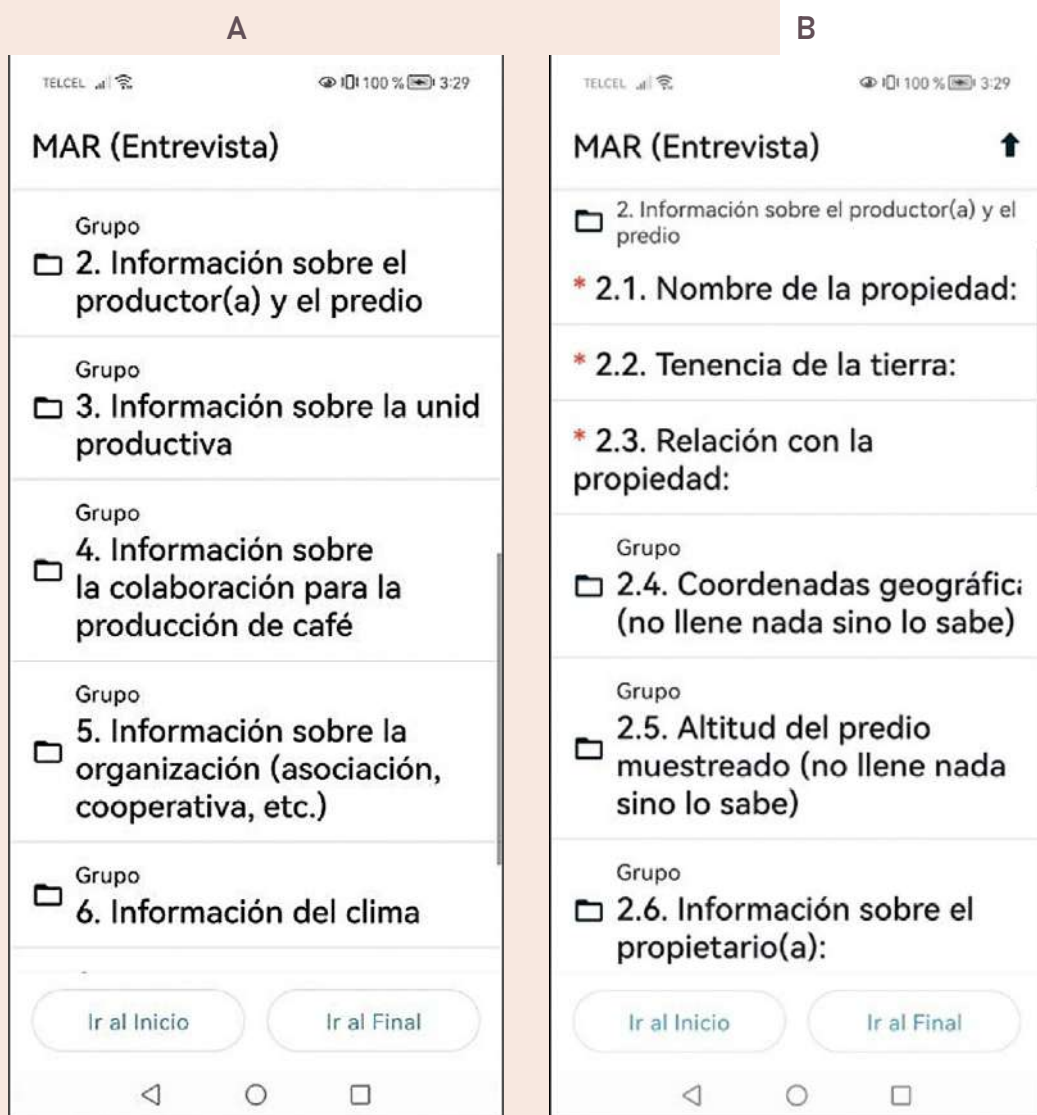 A
TELCEL 100 % 3:29
MAR (Entrevista)
Grupo
2. Información sobre el
productor(a) y el predio
Grupo
3. Información sobre la unid
productiva
Grupo
4. Información sobre
la colaboración para la
producción de café
Grupo
5. Información sobre la
organización (asociación,
cooperativa, etc.)
Grupo
6. Información del clima
Ir al Inicio
Ir al Final
B
TELCEL 100 % 3:29
MAR (Entrevista)
2. Información sobre el productor(a) y el
predio
* 2.1. Nombre de la propiedad:
* 2.2. Tenencia de la tierra:
* 2.3. Relación con la
propiedad:
Grupo
2.4. Coordenadas geográfica
(no llene nada sino lo sabe)
Grupo
2.5. Altitud del predio
muestreado (no llene nada
sino lo sabe)
Grupo
2.6. Información sobre el
propietario(a):
Ir al Inicio
Ir al Final